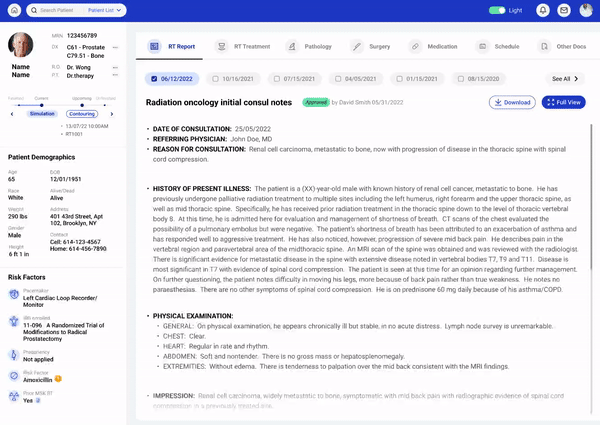 Search Patient
Patient List
Light
MRN 123456789
DX C61 - Prostate
C79.51 - Bone
R.O. Dr. Wong
P.T. Dr.therapy
Name
Name
Current
Upcoming
Simulation
Contouring
13/07/22 10:00AM
RT1001
Patient Demographics
Age
65
DOB
12/01/1951
Race
White
Alive/Dead
Alive
Weight
290 lbs
Address
401 43rd Street, Apt
102, Brooklyn, NY
Gender
Male
Contact
Cell: 614-123-4567
Home: 614-456-7890
Height
6 ft 1 in
Risk Factors
Pacemaker
Left Cardiac Loop Recorder/
Monitor
IRB enrolled
11-096 A Randomized Trial of
Modifications to Radical
Prostatectomy
Pregnancy
Not applied
Risk Factor
Amoxicillin
Prior MSK RT
Yes 2
RT Report
RT Treatment
Pathology
Surgery
Medication
Schedule
Other Docs
06/12/2022
10/16/2021
07/15/2021
04/05/2021
01/15/2021
08/15/2020
See All
Radiation oncology initial consul notes
Approved by David Smith 05/31/2022
Download
Full View
• DATE OF CONSULTATION: 25/05/2022
• REFERRING PHYSICIAN: John Doe, MD
• REASON FOR CONSULTATION: Renal cell carcinoma, metastatic to bone, now with progression of disease in the thoracic spine with spinal
cord compression.
• HISTORY OF PRESENT ILLNESS: The patient is a (XX) year-old male with known history of renal cell cancer, metastatic to bone. He has
previously undergone palliative radiation treatment to multiple sites including the left humerus, right forearm and the upper thoracic spine, as
well as mid thoracic spine. Specifically, he has received prior radiation treatment in the thoracic spine down to the level of thoracic vertebral
body 8. At this time, he is admitted here for evaluation and management of shortness of breath. CT scans of the chest evaluated the
possibility of a pulmonary embolus but were negative. The patient's shortness of breath has been attributed to an exacerbation of asthma and
has responded well to aggressive treatment. He has also noticed, however, progression of severe mid back pain. He describes pain in the
vertebral region and paravertebral area of the midthoracic spine. An MRI scan of the spine was obtained and was reviewed with the radiologist.
There is significant evidence for metastatic disease in the spine with extensive disease noted in vertebral bodies T7, T9 and T11. Disease is
most significant in T7 with evidence of spinal cord compression. The patient is seen at this time for an opinion regarding further management.
On further questioning, the patient notes difficulty in moving his legs, more because of back pain rather than true weakness. He notes no
paraesthesia. There are no other symptoms of spinal cord compression. He is on prednisone 60 mg daily because of his asthma/COPD.
• PHYSICAL EXAMINATION:
• GENERAL: On physical examination, he appears chronically ill but stable, in no acute distress. Lymph node survey is unremarkable.
• CHEST: Clear.
• HEART: Regular in rate and rhythm.
• ABDOMEN: Soft and nontender. There is no gross mass or hepatosplenomegaly.
• EXTREMITIES: Without edema. There is tenderness to palpation over the mid back consistent with the MRI findings.
• IMPRESSION: Renal cell carcinoma, widely metastatic to bone, symptomatic with mid back pain with radiographic evidence of spinal cord
compression in a previously treated site.